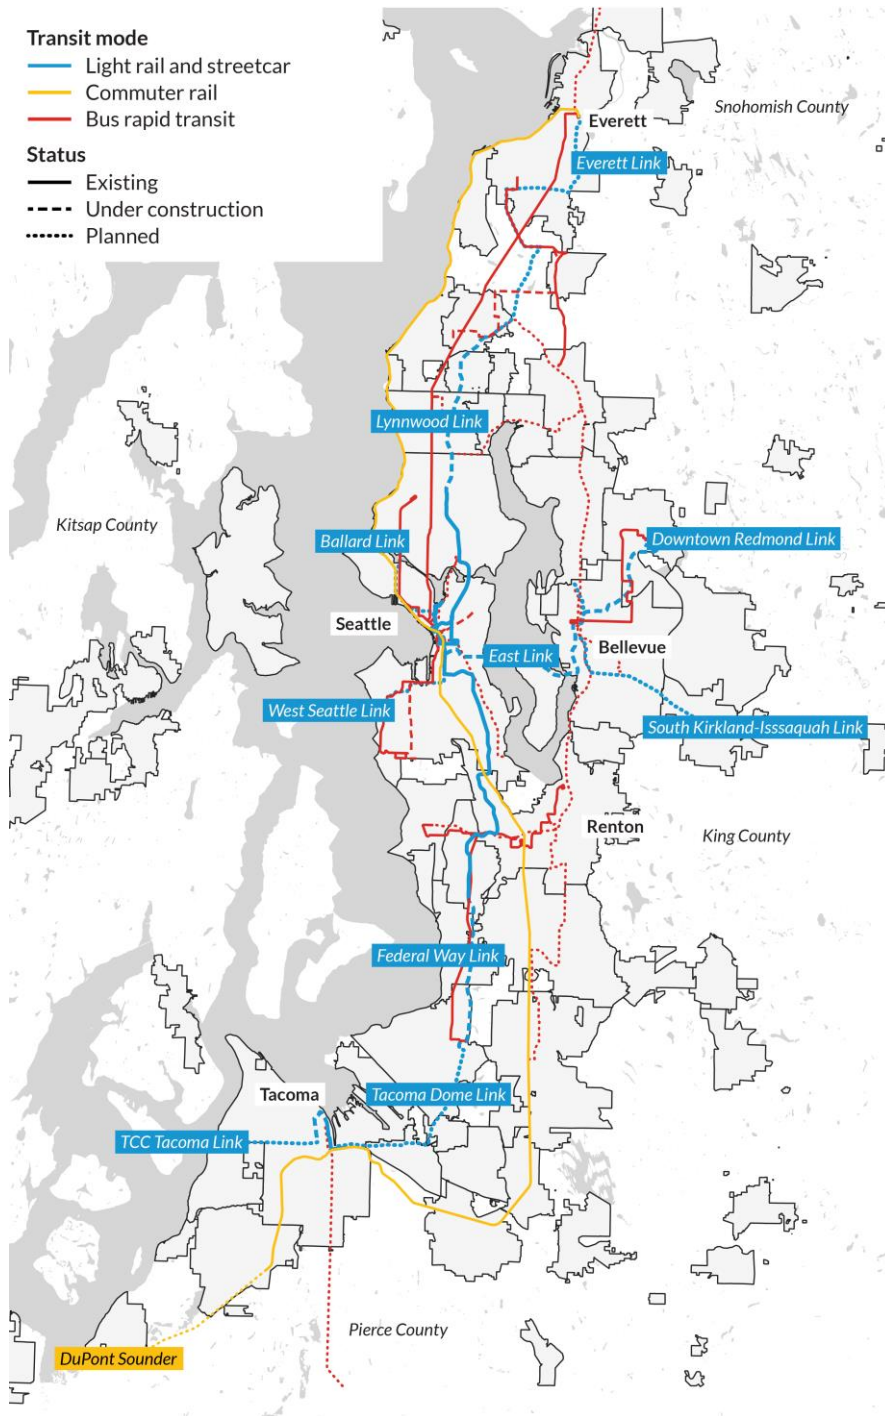 Transit mode
Light rail and streetcar
Commuter rail
Bus rapid transit
Status
Existing
Under construction
Planned
Snohomish County
Everett
Everett Link
Lynnwood Link
Kitsap County
Ballard Link
Downtown Redmond Link
Seattle
Bellevue
East Link
West Seattle Link
South Kirkland-Isssaquah Link
Renton
King County
Federal Way Link
Tacoma
Tacoma Dome Link
TCC Tacoma Link
Pierce County
DuPont Sounder